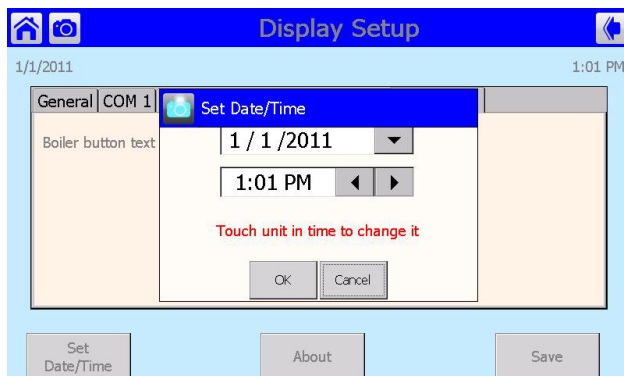 Display Setup
1/1/2011 1:01 PM
General COM 1
Set Date/Time
Boiler button text
1 / 1 /2011
1:01 PM
Touch unit in time to change it
OK Cancel
Set
Date/Time
About
Save